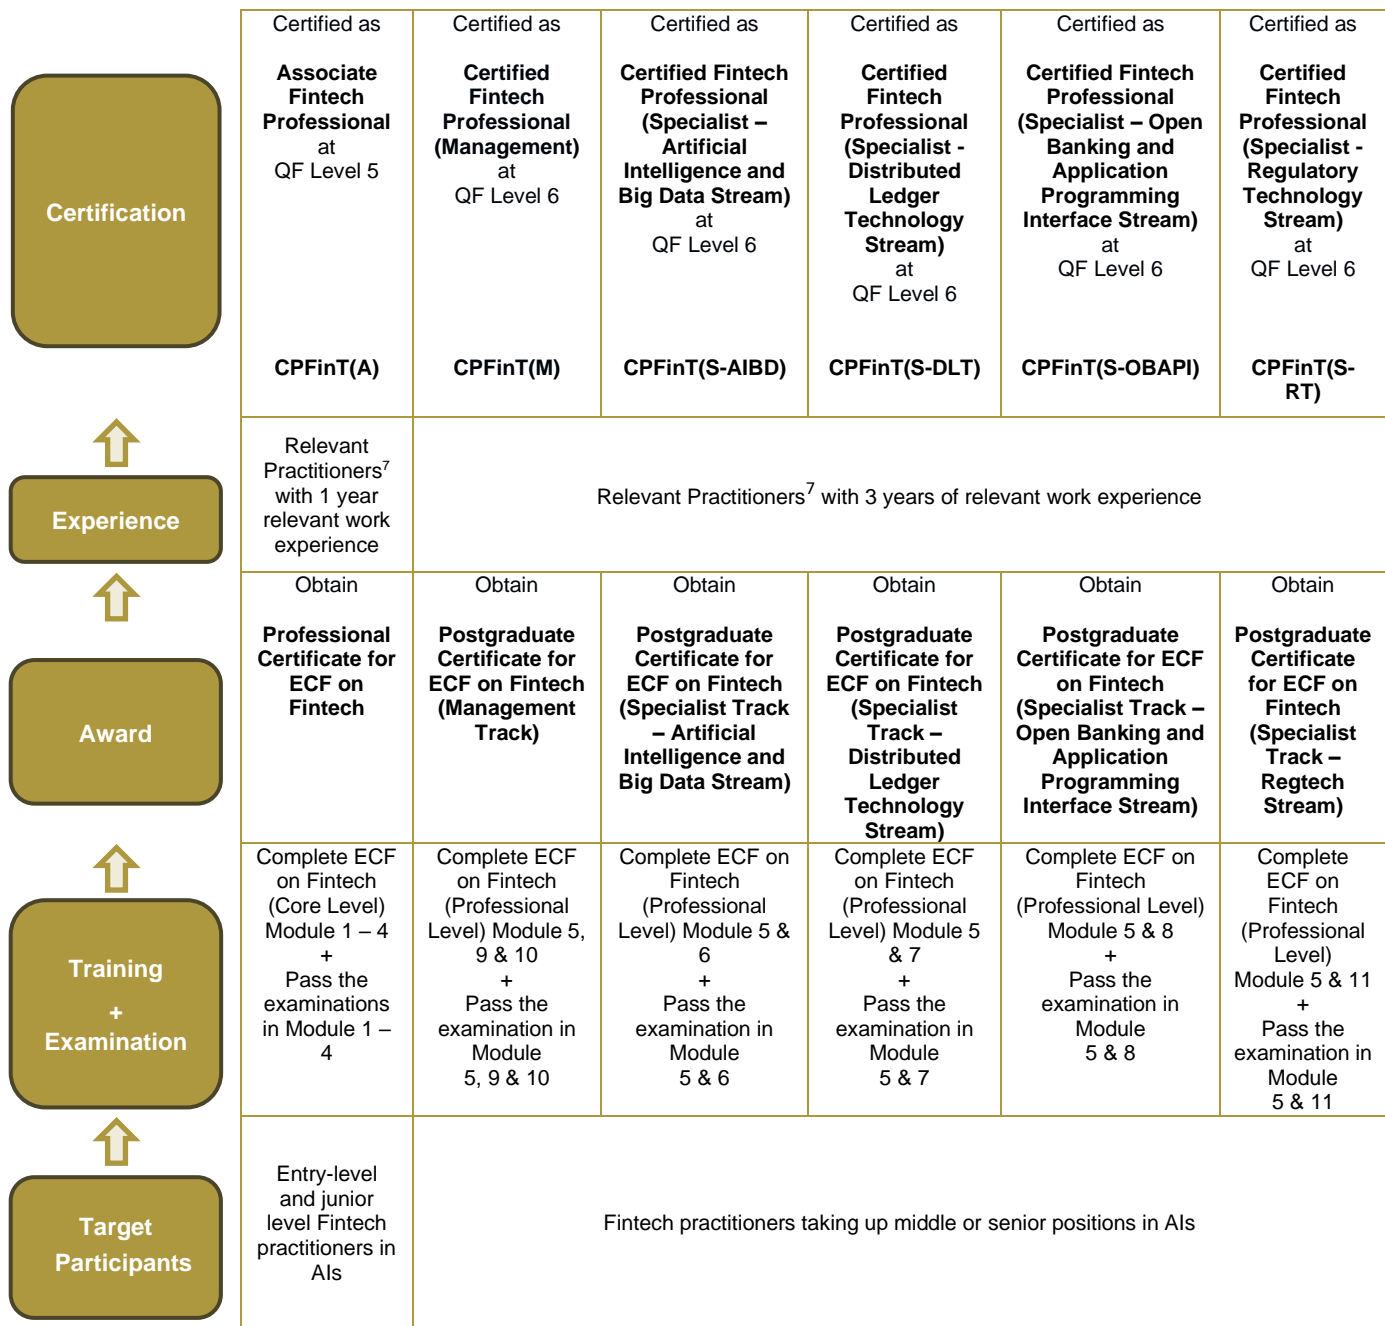 Certification
Certified as
Associate
Fintech
Professional
at
QF Level 5
CPFinT(A)
Certified as
Certified
Fintech
Professional
(Management)
at
QF Level 6
CPFinT(M)
Certified as
Certified Fintech
Professional
(Specialist –
Artificial
Intelligence and
Big Data Stream)
at
QF Level 6
CPFinT(S-AIBD)
Certified as
Certified
Fintech
Professional
(Specialist -
Distributed
Ledger
Technology
Stream)
at
QF Level 6
CPFinT(S-DLT)
Certified as
Certified Fintech
Professional
(Specialist – Open
Banking and
Application
Programming
Interface Stream)
at
QF Level 6
CPFinT(S-OBAPI)
Certified as
Certified
Fintech
Professional
(Specialist -
Regulatory
Technology
Stream)
at
QF Level 6
CPFinT(S-
RT)
Experience
Relevant
Practitioners7
with 1 year
relevant work
experience
Relevant Practitioners7 with 3 years of relevant work experience
Award
Obtain
Professional
Certificate for
ECF on
Fintech
Obtain
Postgraduate
Certificate for
ECF on Fintech
(Management
Track)
Obtain
Postgraduate
Certificate for
ECF on Fintech
(Specialist Track
– Artificial
Intelligence and
Big Data Stream)
Obtain
Postgraduate
Certificate for
ECF on Fintech
(Specialist
Track –
Distributed
Ledger
Technology
Stream)
Obtain
Postgraduate
Certificate for ECF
on Fintech
(Specialist Track –
Open Banking and
Application
Programming
Interface Stream)
Obtain
Postgraduate
Certificate
for ECF on
Fintech
(Specialist
Track –
Regtech
Stream)
Training
+
Examination
Complete ECF
on Fintech
(Core Level)
Module 1 – 4
+
Pass the
examinations
in Module 1 –
4
Complete ECF
on Fintech
(Professional
Level) Module 5,
9 & 10
+
Pass the
examination in
Module
5, 9 & 10
Complete ECF on
Fintech
(Professional
Level) Module 5 &
6
+
Pass the
examination in
Module
5 & 6
Complete ECF
on Fintech
(Professional
Level) Module 5
& 7
+
Pass the
examination in
Module
5 & 7
Complete ECF on
Fintech
(Professional Level)
Module 5 & 8
+
Pass the
examination in
Module
5 & 8
Complete
ECF on
Fintech
(Professional
Level)
Module 5 & 11
+
Pass the
examination in
Module
5 & 11
Target
Participants
Entry-level
and junior
level Fintech
practitioners in
AIs
Fintech practitioners taking up middle or senior positions in AIs